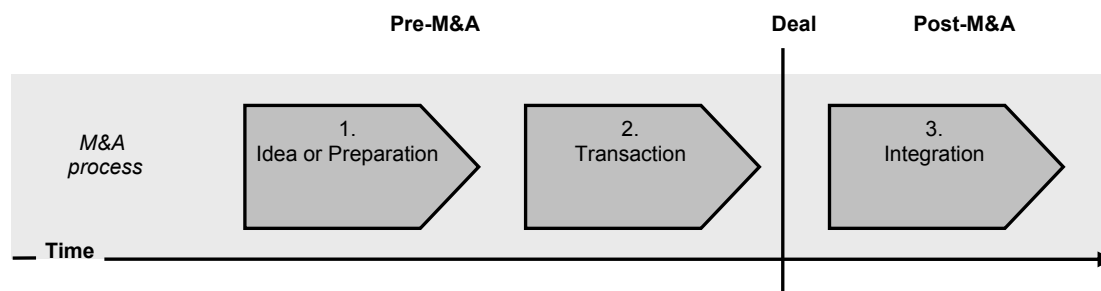 Pre-M&A Deal Post-M&A
M&A
process
1.
Idea or Preparation
2.
Transaction
3.
Integration
Time